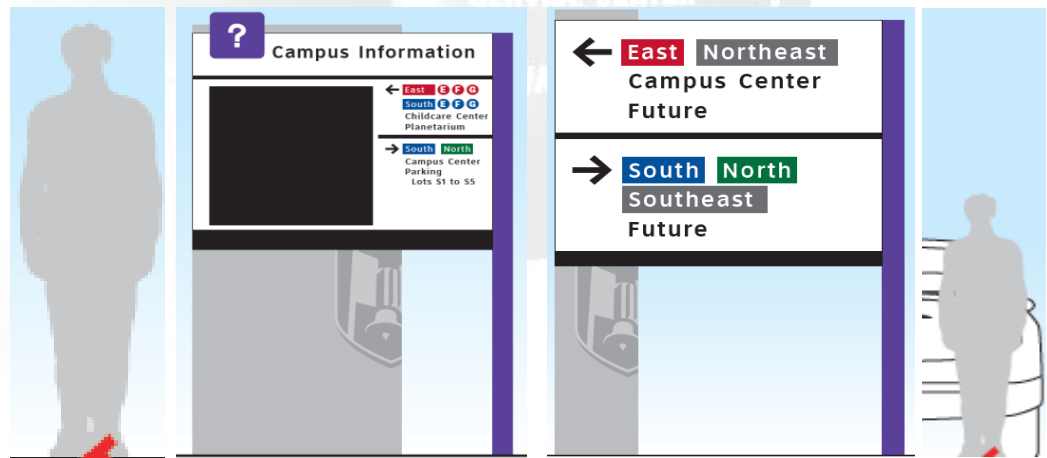 ?
Campus Information
East E F G
South E F G
Childcare Center
Planetarium
South North
Campus Center
Parking
Lots S1 to S5
East Northeast
Campus Center
Future
South North
Southeast
Future